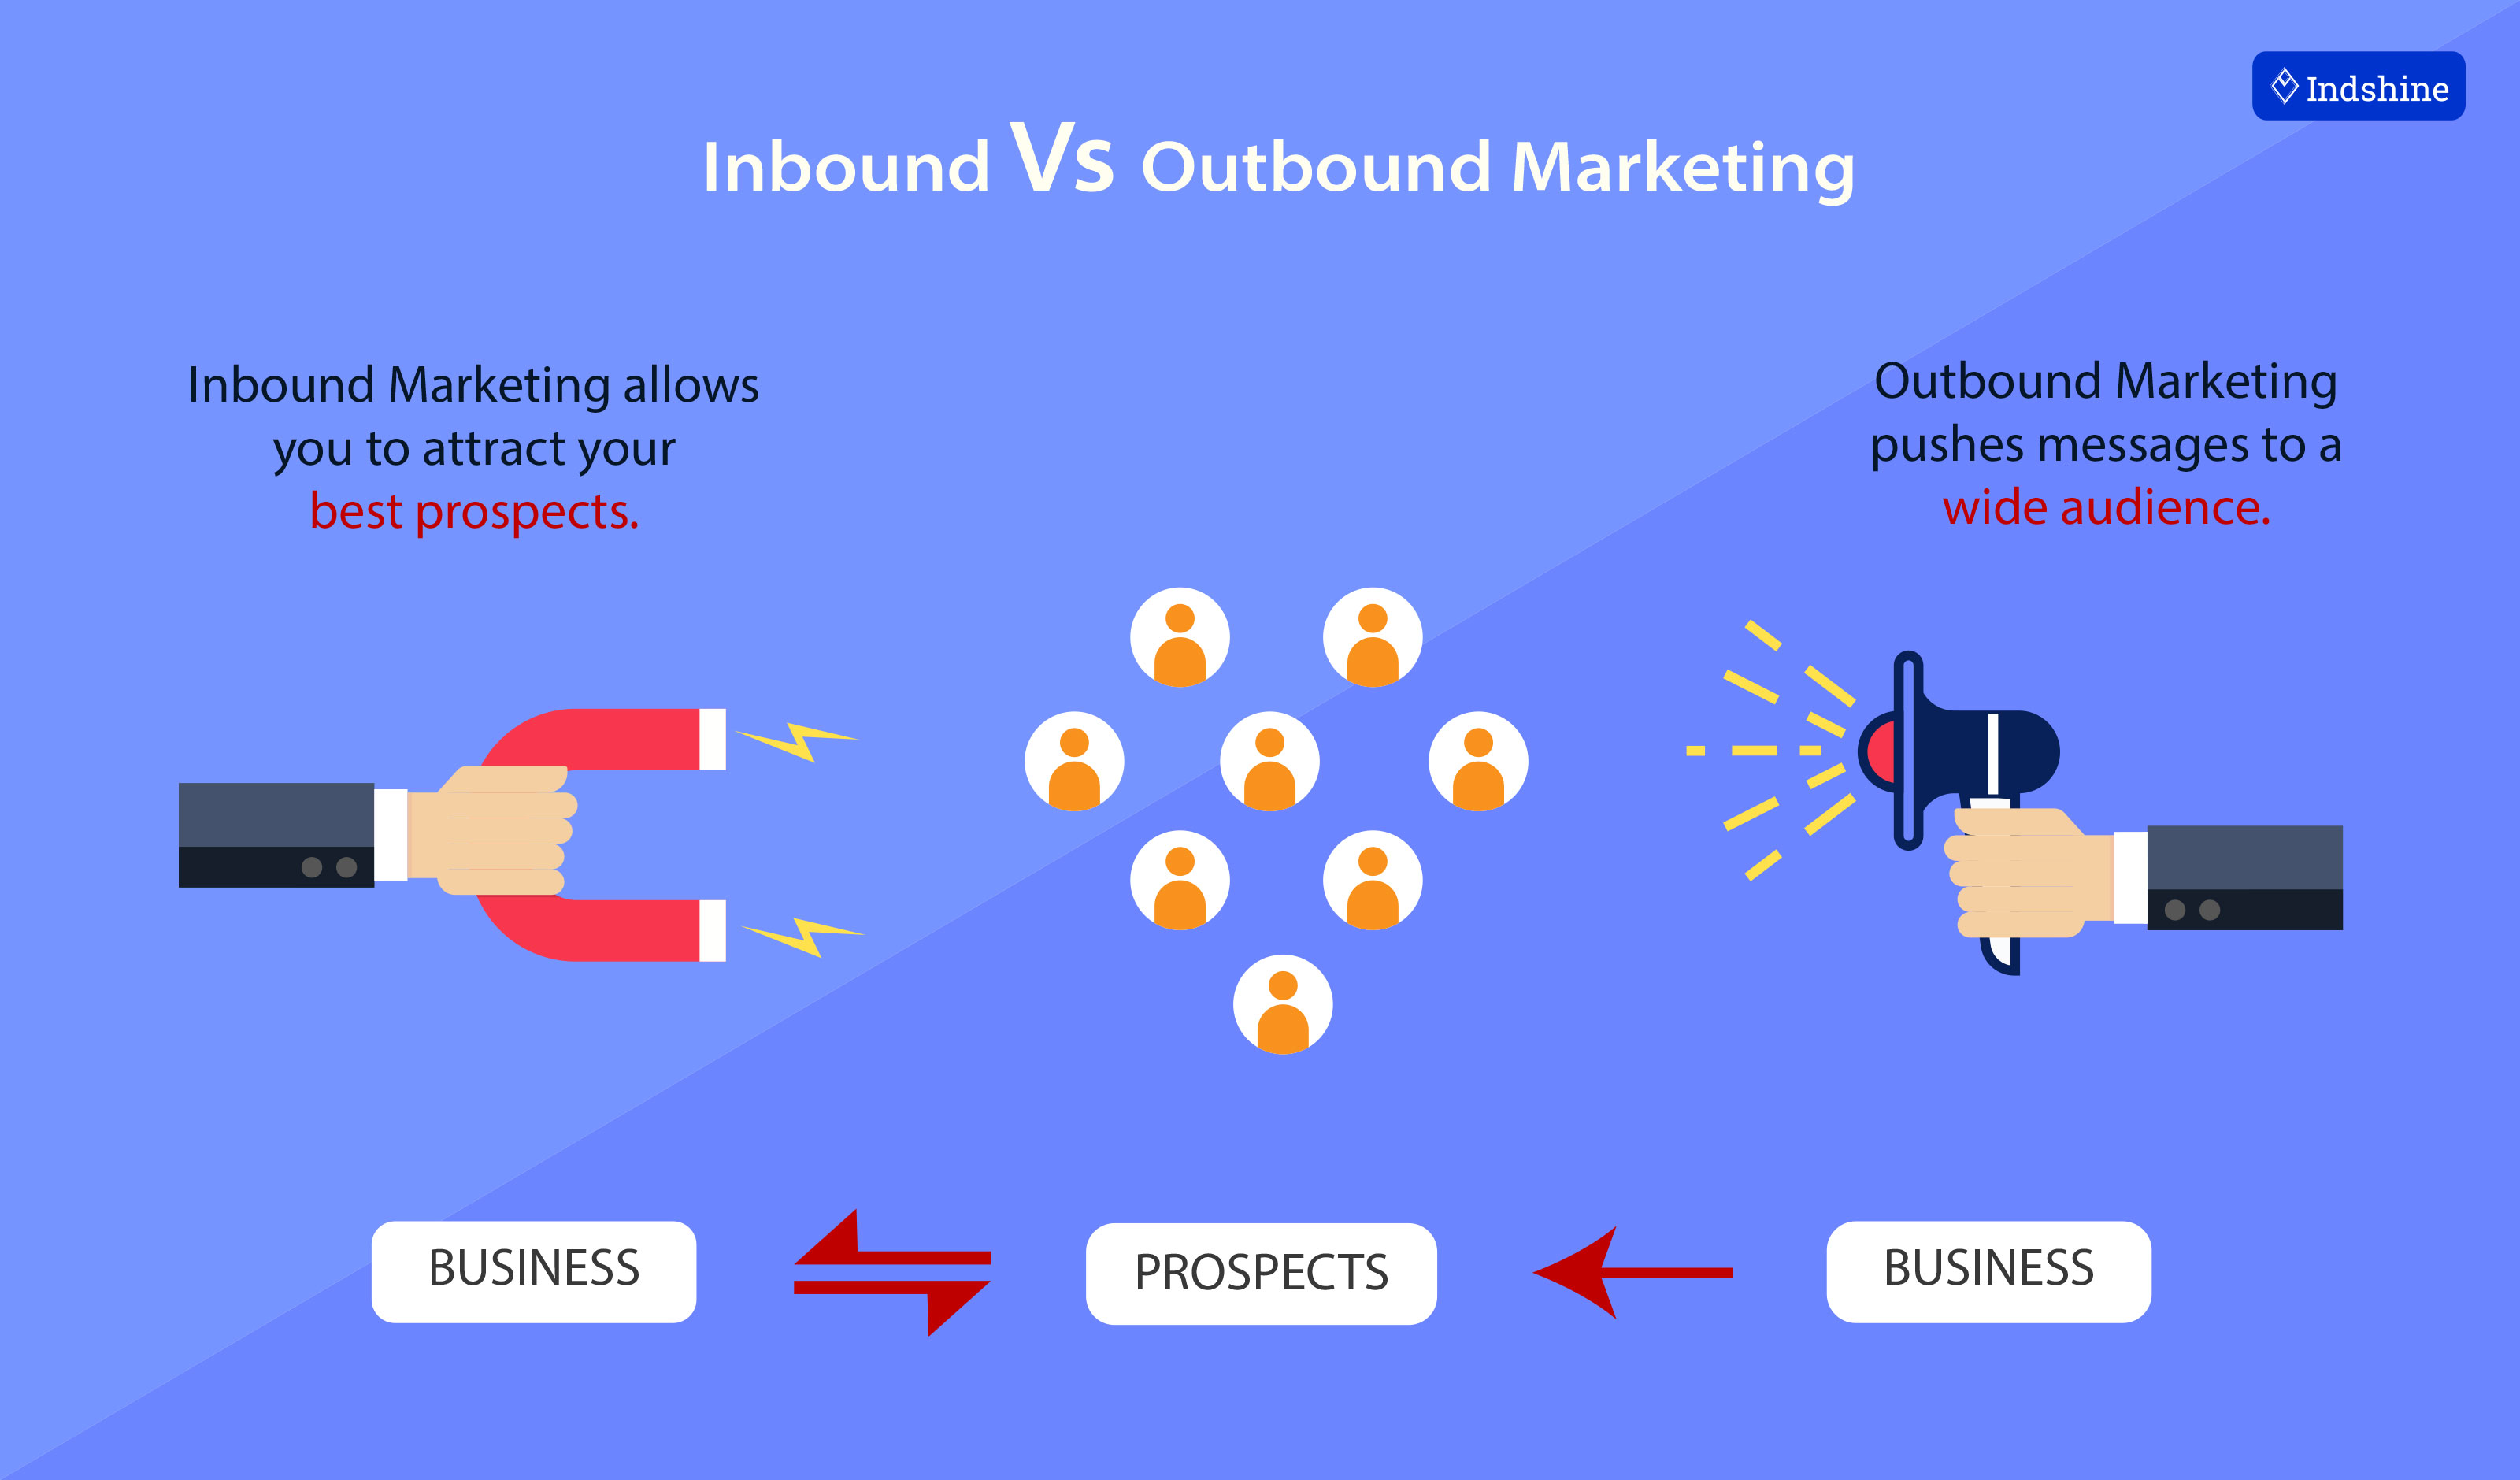 Indshine
Inbound Vs Outbound Marketing
Inbound Marketing allows
you to attract your
best prospects.
Outbound Marketing
pushes messages to a
wide audience.
BUSINESS
PROSPECTS
BUSINESS